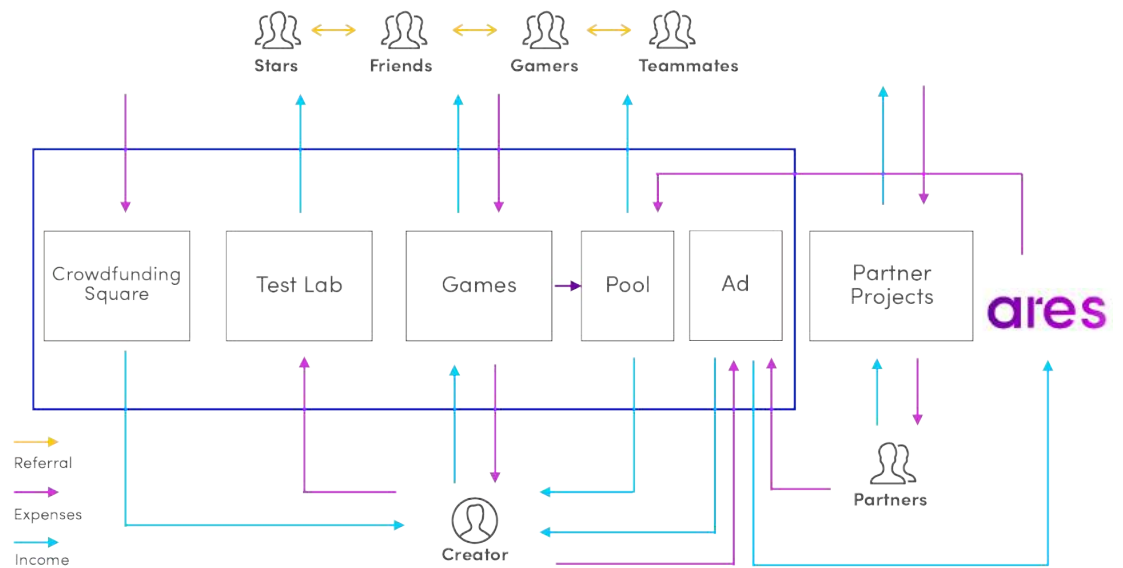 Stars
Friends
Gamers
Teammates
Crowdfunding
Square
Test Lab
Games
Pool
Ad
Partner
Projects
ares
Referral
Expenses
Income
Creator
Partners